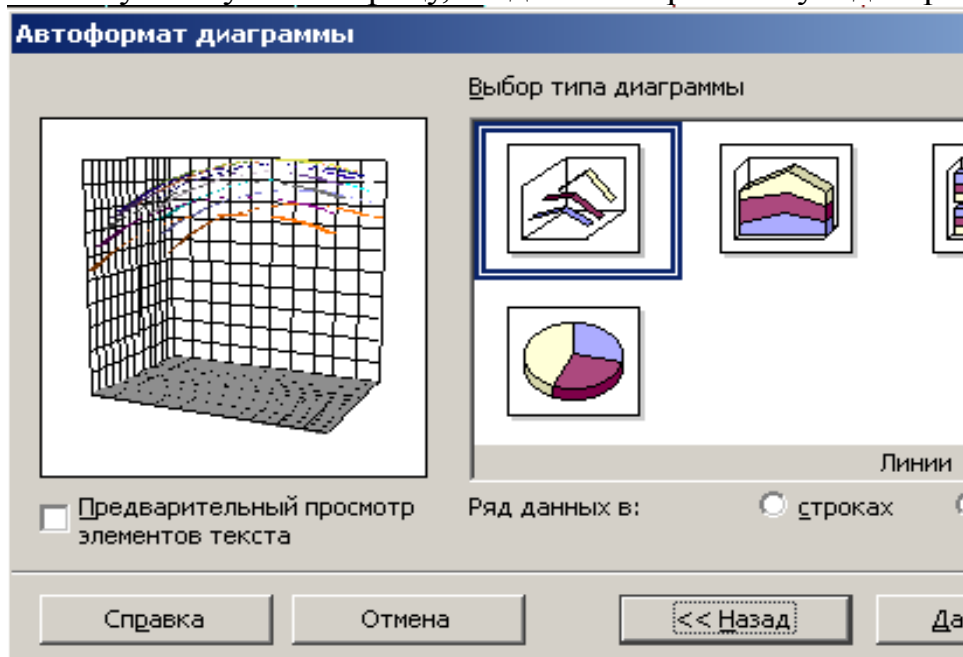 Автоформат диаграммы
Выбор типа диаграммы
Линии
Предварительный просмотр
элементов текста
Ряд данных в:
строках
Справка
Отмена
<< Назад